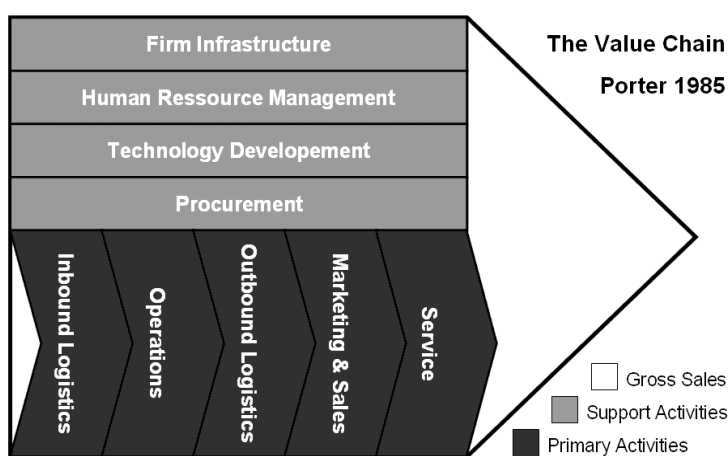 Firm Infrastructure
Human Ressource Management
Technology Developement
Procurement
Inbound Logistics
Operations
Outbound Logistics
Marketing & Sales
Service
The Value Chain
Porter 1985
Gross Sales
Support Activities
Primary Activities